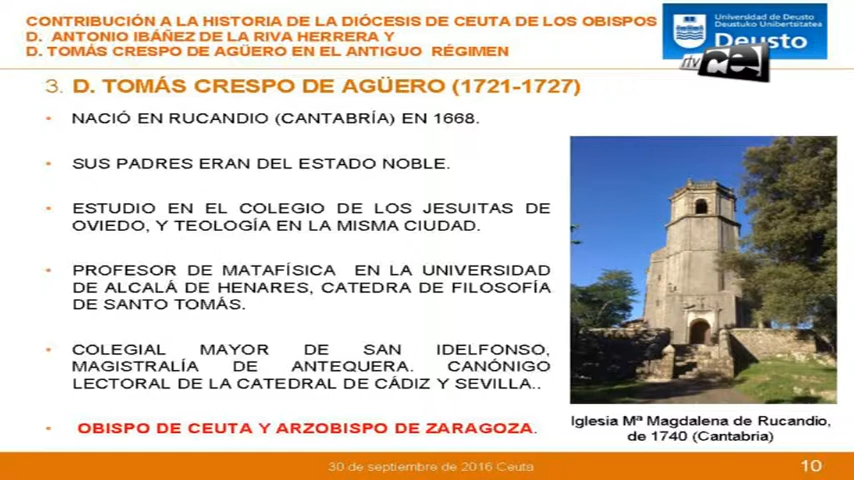 CONTRIBUCIÓN A LA HISTORIA DE LA DIÓCESIS DE CEUTA DE LOS OBISPOS
D. ANTONIO IBÁÑEZ DE LA RIVA HERRERA Y
D. TOMÁS CRESPO DE AGÜERO EN EL ANTIGUO RÉGIMEN
Universidad de Deusto
Deustuko Unibertsitatea
Deusto
rtvce
3. D. TOMÁS CRESPO DE AGÜERO (1721-1727)
• NACIÓ EN RUCANDIO (CANTABRÍA) EN 1668.
• SUS PADRES ERAN DEL ESTADO NOBLE.
• ESTUDIO EN EL COLEGIO DE LOS JESUITAS DE
OVIEDO, Y TEOLOGÍA EN LA MISMA CIUDAD.
• PROFESOR DE MATAFÍSICA EN LA UNIVERSIDAD
DE ALCALÁ DE HENARES, CATEDRA DE FILOSOFÍA
DE SANTO TOMÁS.
• COLEGIAL MAYOR DE SAN IDELFONSO,
MAGISTRALÍA DE ANTEQUERA. CANÓNIGO
LECTORAL DE LA CATEDRAL DE CÁDIZ Y SEVILLA..
• OBISPO DE CEUTA Y ARZOBISPO DE ZARAGOZA.
Iglesia Mª Magdalena de Rucandio,
de 1740 (Cantabria)
30 de septiembre de 2016 Ceuta
10